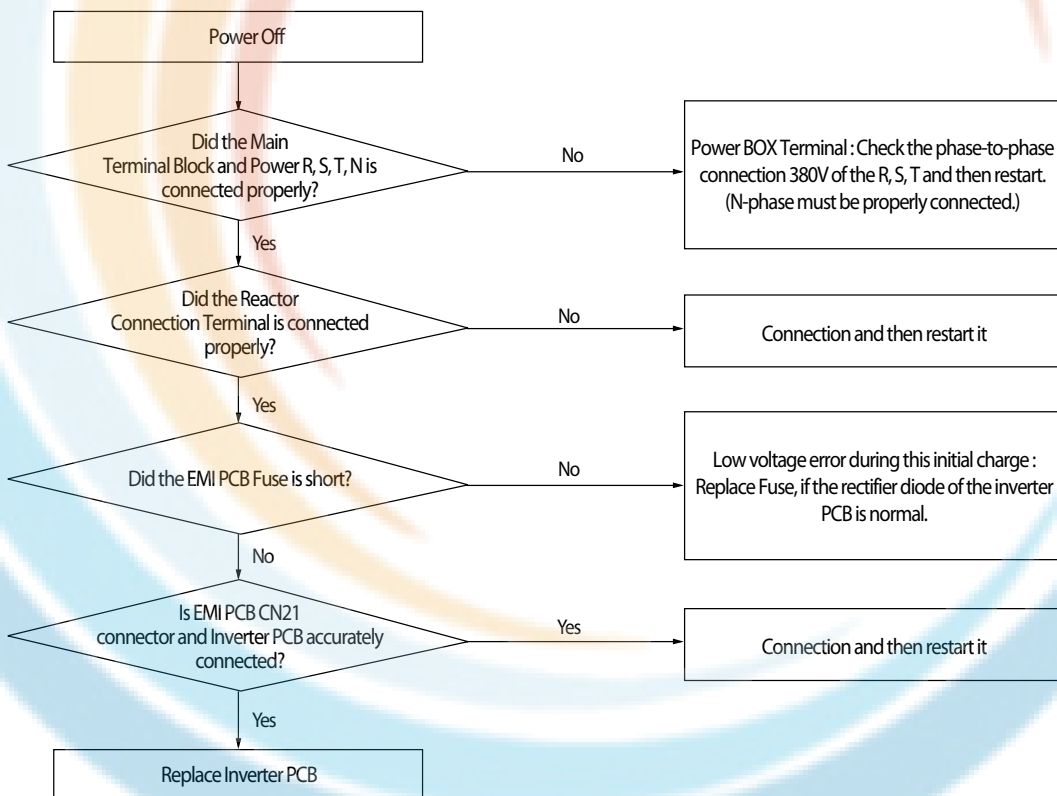 Power Off
Did the Main
Terminal Block and Power R, S, T, N is
connected properly?
No
Power BOX Terminal : Check the phase-to-phase
connection 380V of the R, S, T and then restart.
(N-phase must be properly connected.)
Yes
Did the Reactor
Connection Terminal is connected
properly?
No
Connection and then restart it
Yes
Did the EMI PCB Fuse is short?
No
Low voltage error during this initial charge :
Replace Fuse, if the rectifier diode of the inverter
PCB is normal.
No
Is EMI PCB CN21
connector and Inverter PCB accurately
connected?
Yes
Connection and then restart it
Yes
Replace Inverter PCB